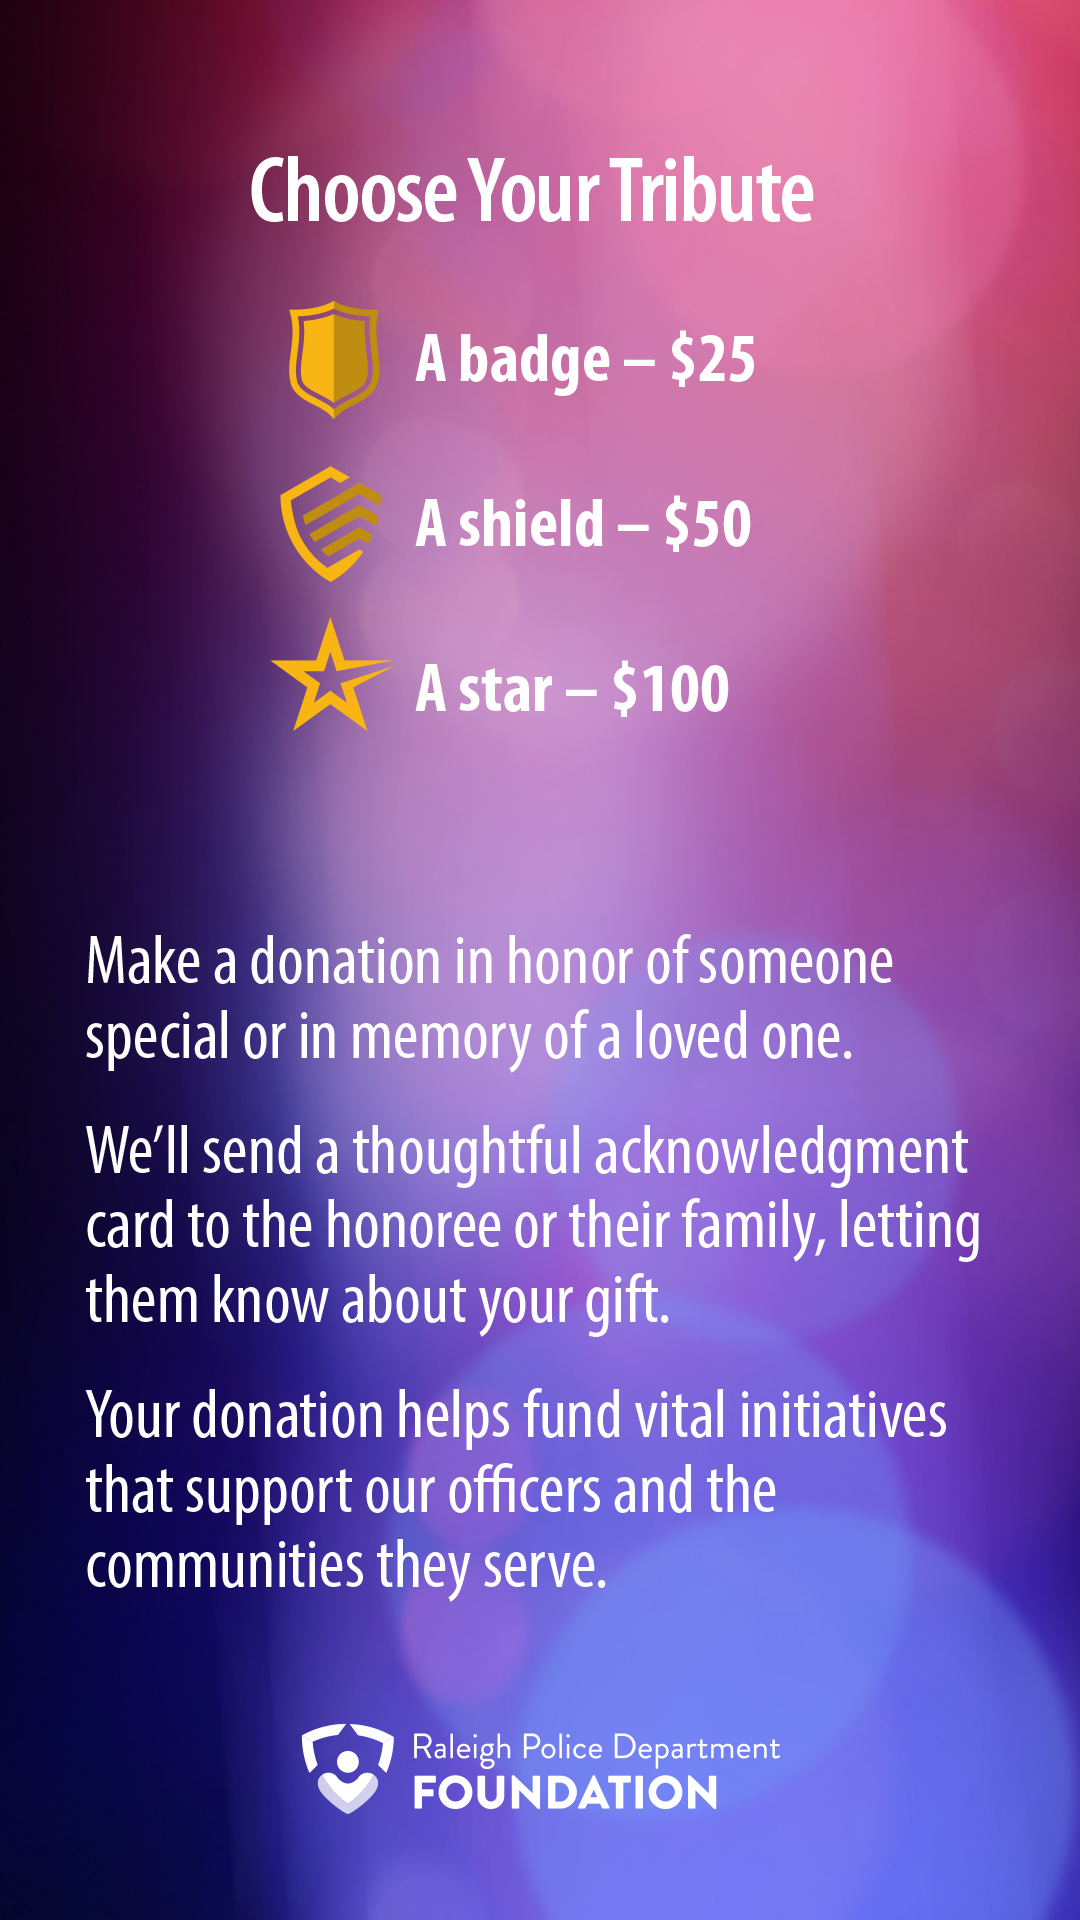 Choose Your Tribute
A badge – $25
A shield – $50
A star – $100
Make a donation in honor of someone
special or in memory of a loved one.
We’ll send a thoughtful acknowledgment
card to the honoree or their family, letting
them know about your gift.
Your donation helps fund vital initiatives
that support our officers and the
communities they serve.
Raleigh Police Department
FOUNDATION